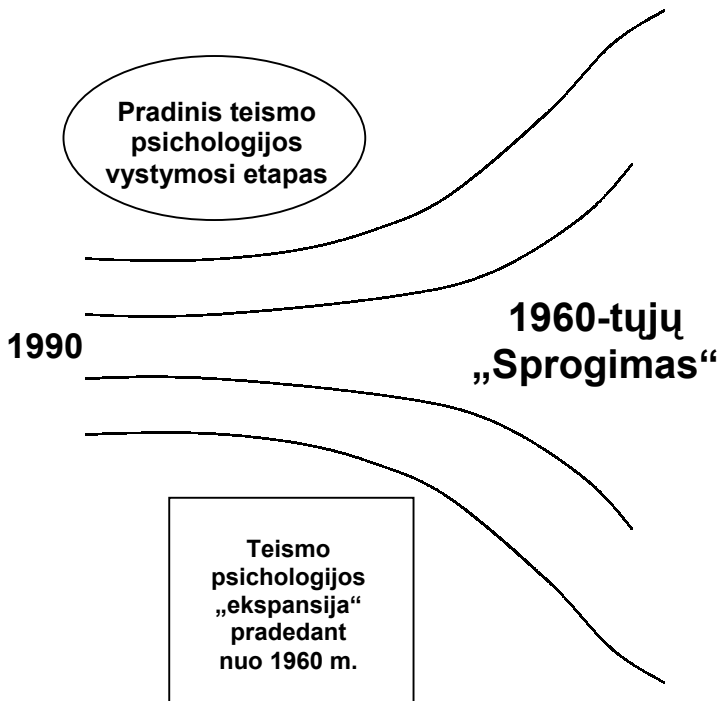 Pradinis teismo
psichologijos
vystymosi etapas
1990
1960-tųjų
„Sprogimas“
Teismo
psichologijos
„ekspansija“
pradedant
nuo 1960 m.